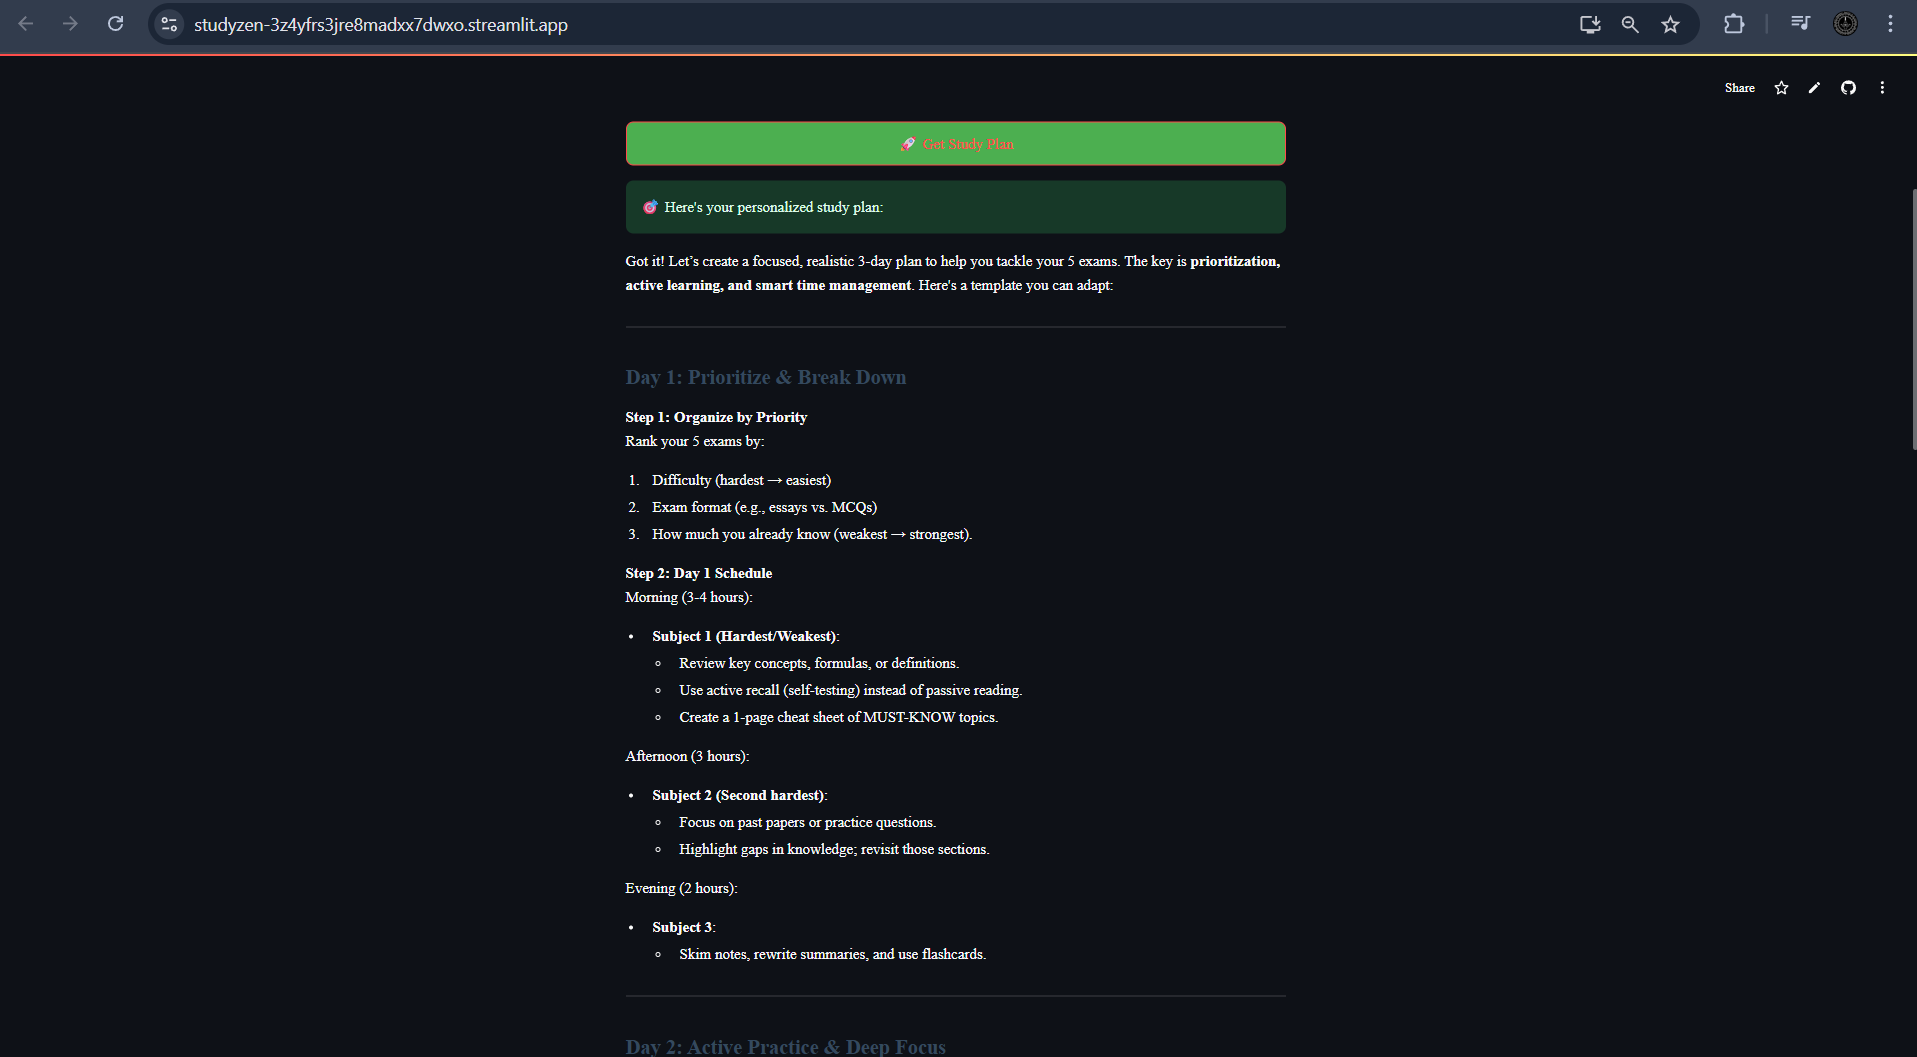 studyzen-3z4yfrs3jre8madxx7dwxo.streamlit.app
Share
🚀 Get Study Plan
🎯 Here's your personalized study plan:
Got it! Let’s create a focused, realistic 3-day plan to help you tackle your 5 exams. The key is prioritization,
active learning, and smart time management. Here's a template you can adapt:
Day 1: Prioritize & Break Down
Step 1: Organize by Priority
Rank your 5 exams by:
1. Difficulty (hardest → easiest)
2. Exam format (e.g., essays vs. MCQs)
3. How much you already know (weakest → strongest).
Step 2: Day 1 Schedule
Morning (3-4 hours):
• Subject 1 (Hardest/Weakest):
◦ Review key concepts, formulas, or definitions.
◦ Use active recall (self-testing) instead of passive reading.
◦ Create a 1-page cheat sheet of MUST-KNOW topics.
Afternoon (3 hours):
• Subject 2 (Second hardest):
◦ Focus on past papers or practice questions.
◦ Highlight gaps in knowledge; revisit those sections.
Evening (2 hours):
• Subject 3:
◦ Skim notes, rewrite summaries, and use flashcards.
Day 2: Active Practice & Deep Focus